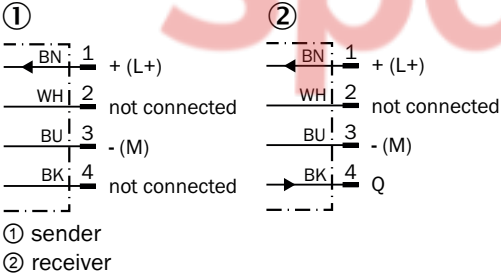 ① ②
BN 1 + (L+)
WH 2 not connected
BU 3 - (M)
BK 4 not connected
BN 1 + (L+)
WH 2 not connected
BU 3 - (M)
BK 4 Q
① sender
② receiver